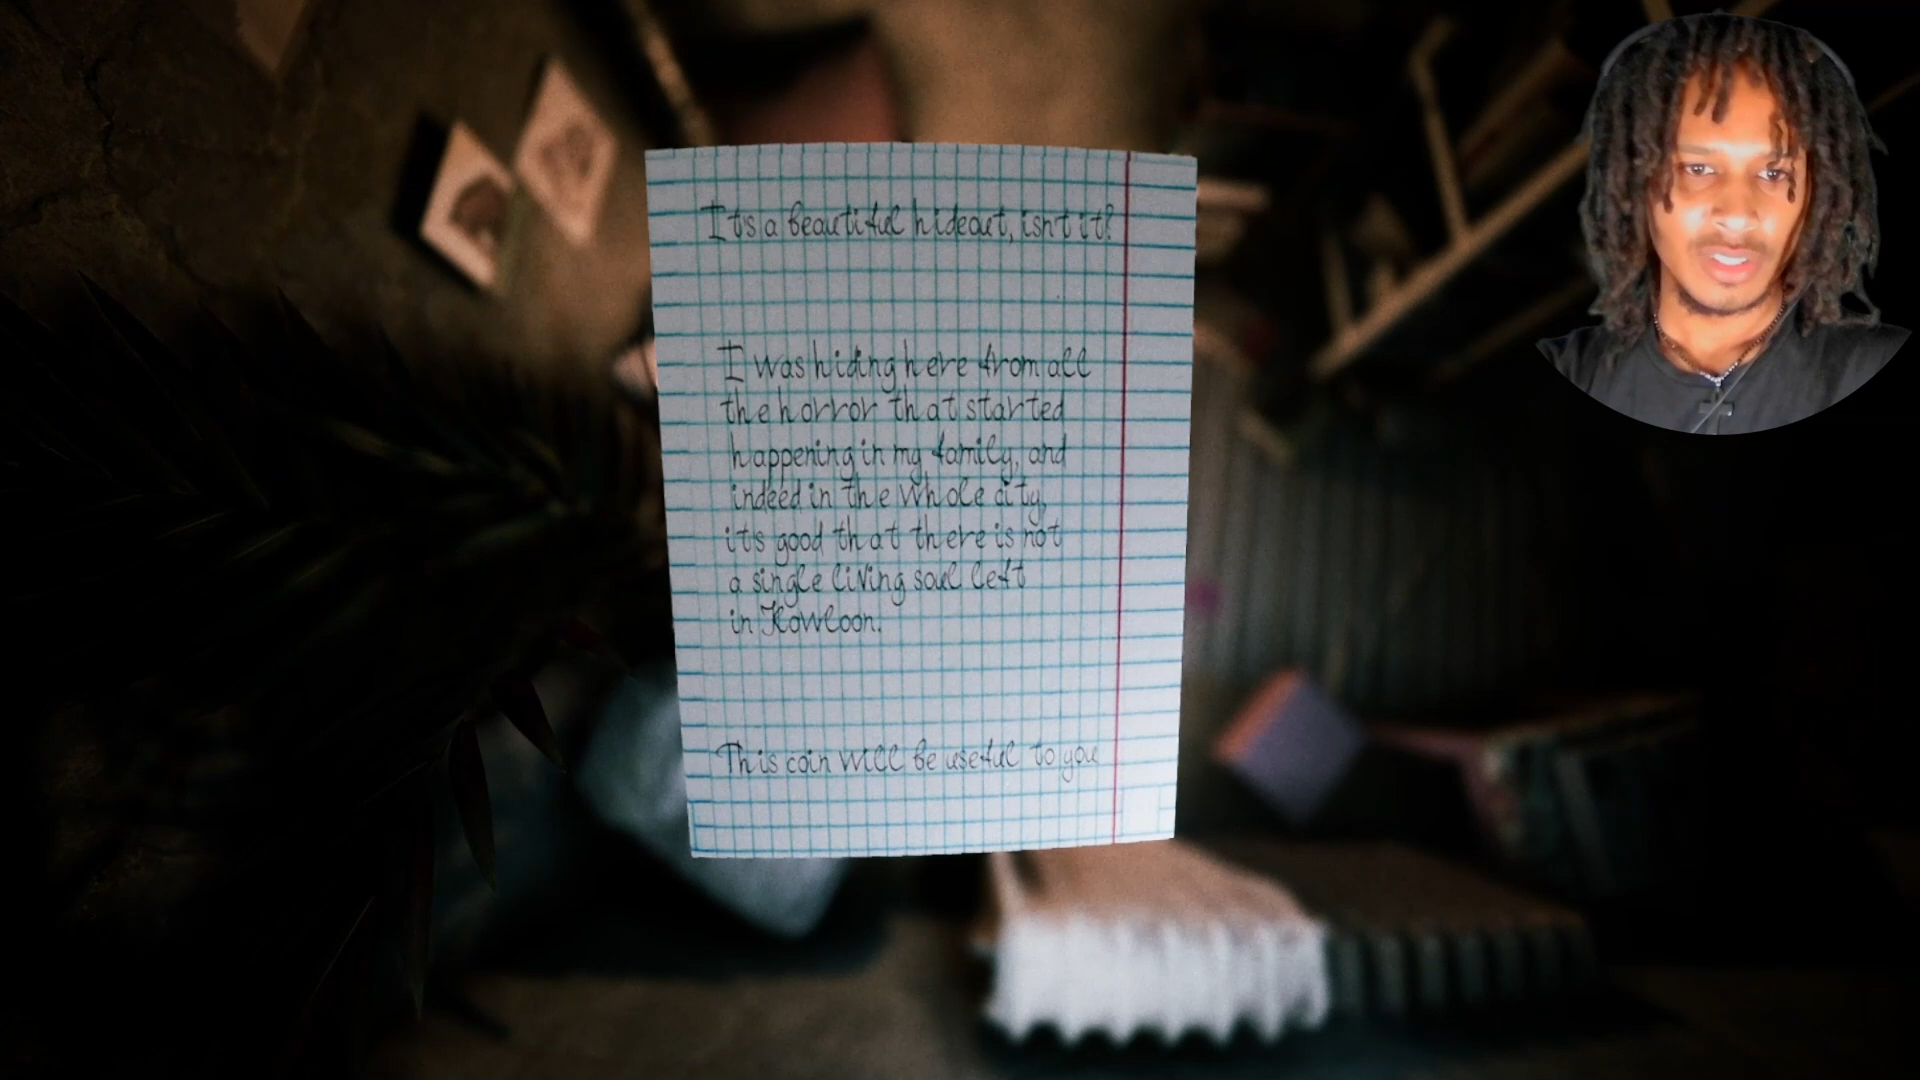 It's a beautiful hideout, isn't it?
I was hiding here from all
the horror that started
happening in my family, and
indeed in the whole city,
it's good that there is not
a single living soul left
in Kowloon.
This coin will be useful to you